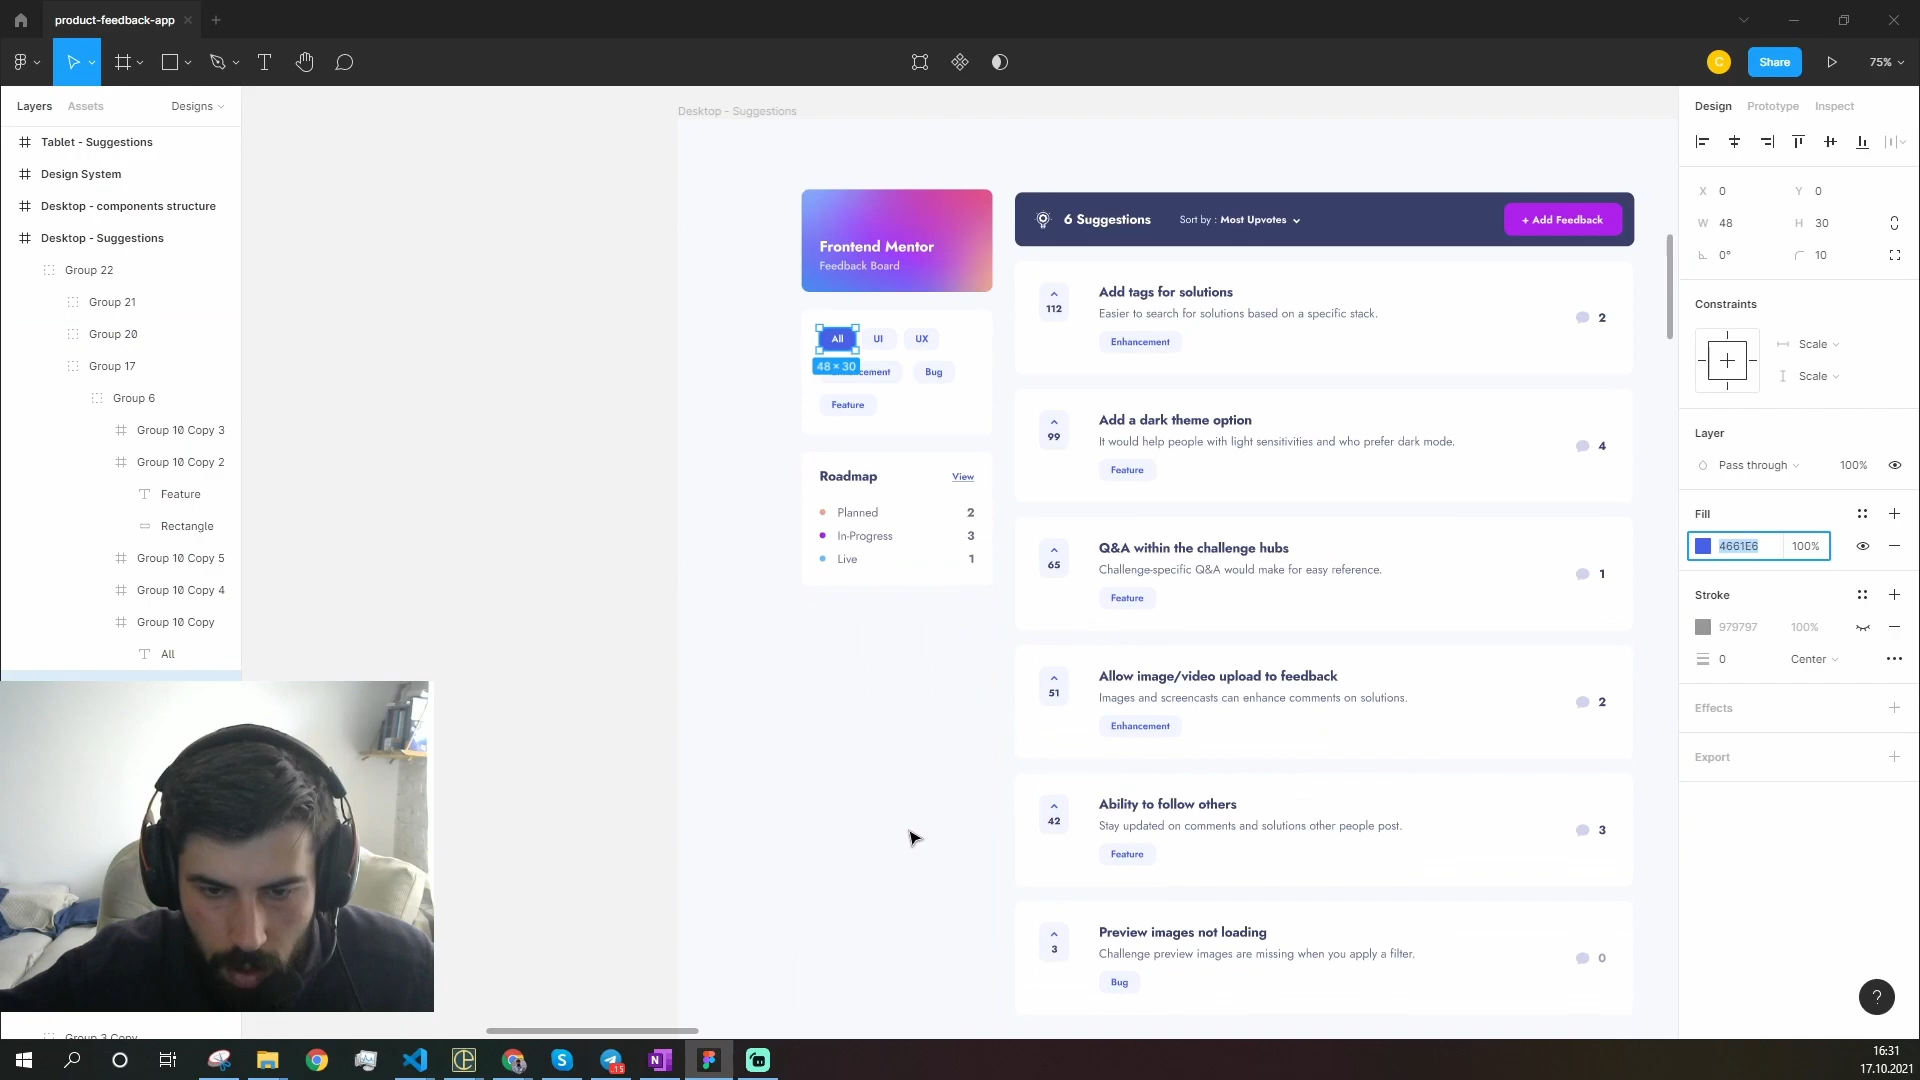 product-feedback-app
Share
75%
Layers
Assets
Designs
Tablet - Suggestions
Design System
Desktop - components structure
Desktop - Suggestions
Group 22
Group 21
Group 20
Group 17
Group 6
Group 10 Copy 3
Group 10 Copy 2
Feature
Rectangle
Group 10 Copy 5
Group 10 Copy 4
Group 10 Copy
All
Group 3 Copy
Desktop - Suggestions
Frontend Mentor
Feedback Board
All
UI
UX
48 × 30
Bug
Feature
Roadmap
View
Planned
2
In-Progress
3
Live
1
6 Suggestions
Sort by : Most Upvotes
+ Add Feedback
112
Add tags for solutions
Easier to search for solutions based on a specific stack.
Enhancement
2
99
Add a dark theme option
It would help people with light sensitivities and who prefer dark mode.
Feature
4
65
Q&A within the challenge hubs
Challenge-specific Q&A would make for easy reference.
Feature
1
51
Allow image/video upload to feedback
Images and screencasts can enhance comments on solutions.
Enhancement
2
42
Ability to follow others
Stay updated on comments and solutions other people post.
Feature
3
3
Preview images not loading
Challenge preview images are missing when you apply a filter.
Bug
0
C
Design
Prototype
Inspect
X 0
Y 0
W 48
H 30
0°
10
Constraints
Scale
Scale
Layer
Pass through
100%
Fill
4661E6
100%
Stroke
979797
100%
0
Center
Effects
Export
?
16:31
17.10.2021